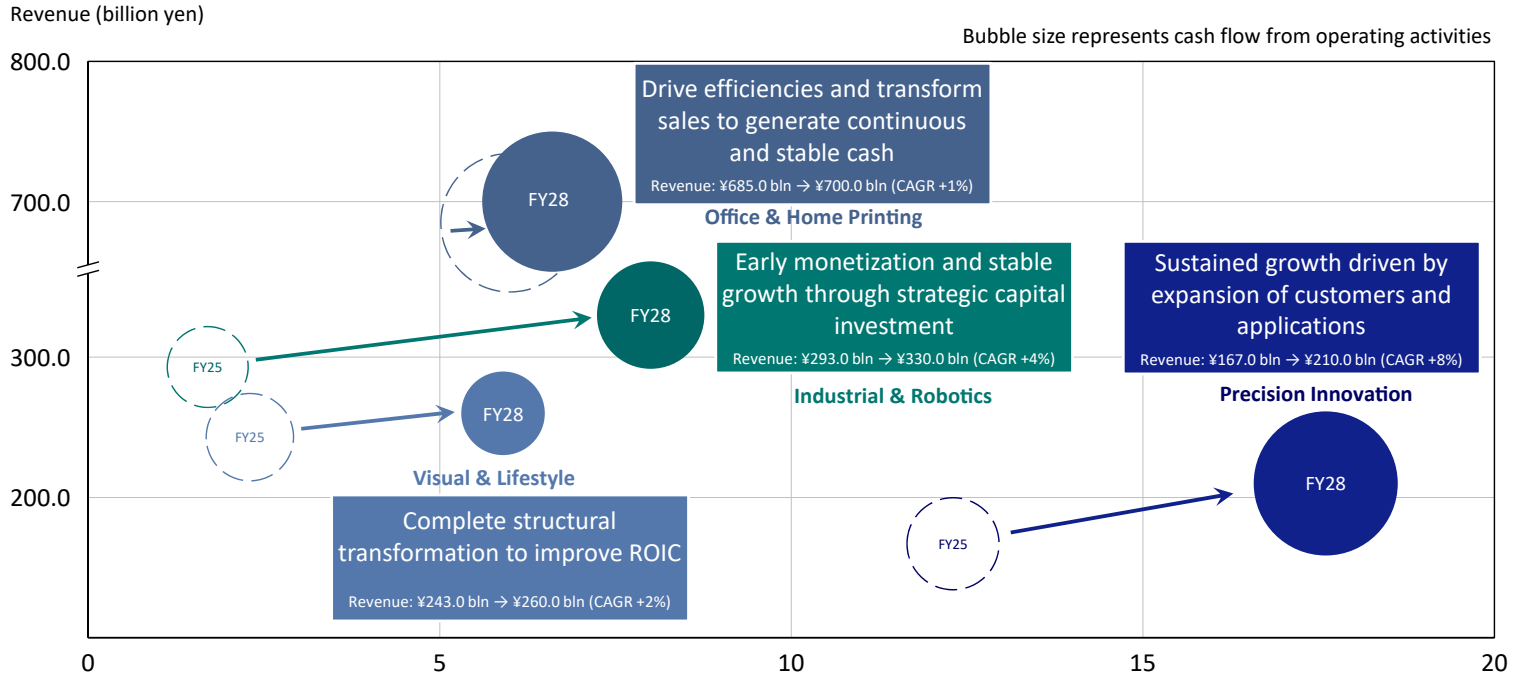 Revenue (billion yen)
Bubble size represents cash flow from operating activities
800.0
700.0
300.0
200.0
Drive efficiencies and transform
sales to generate continuous
and stable cash
Revenue: ¥685.0 bln → ¥700.0 bln (CAGR +1%)
Office & Home Printing
FY28
Early monetization and stable
growth through strategic capital
investment
Revenue: ¥293.0 bln → ¥330.0 bln (CAGR +4%)
Industrial & Robotics
FY28
FY25
Sustained growth driven by
expansion of customers and
applications
Revenue: ¥167.0 bln → ¥210.0 bln (CAGR +8%)
Precision Innovation
FY28
FY25
FY25
FY28
Visual & Lifestyle
Complete structural
transformation to improve ROIC
Revenue: ¥243.0 bln → ¥260.0 bln (CAGR +2%)
0
5
10
15
20